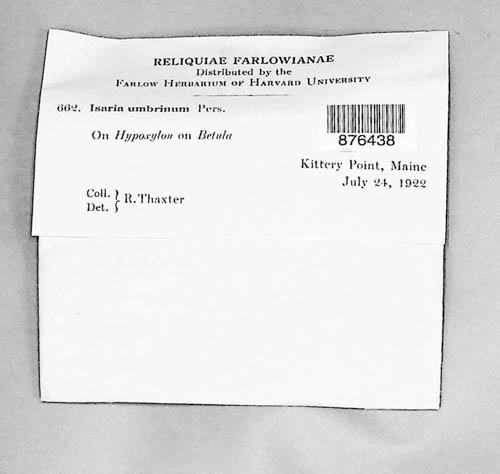 RELIQUIAE FARLOWIANAE
Distributed by the
FARLOW HERBARIUM OF HARVARD UNIVERSITY
662. Isaria umbrinum Pers.
On Hypoxylon on Betula
876438
Kittery Point, Maine
July 24, 1922
Coll. } R. Thaxter
Det.